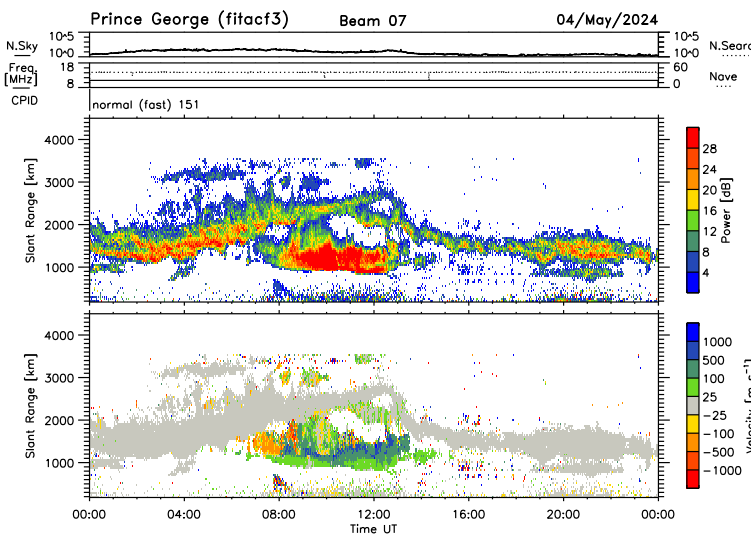 Prince George (fitacf3) Beam 07 04/May/2024
N.Sky 10^5 10^0 10^5 10^0 N.Sear
Freq [MHz] 18 8 60 0 Nave
CPID normal (fast) 151
Slant Range [km] 4000 3000 2000 1000
28 24 20 16 12 8 4 Power [dB]
Slant Range [km] 4000 3000 2000 1000
1000 500 100 25 -25 -100 -500 -1000 Velocity [m s⁻¹]
00:00 04:00 08:00 12:00 16:00 20:00 00:00
Time UT